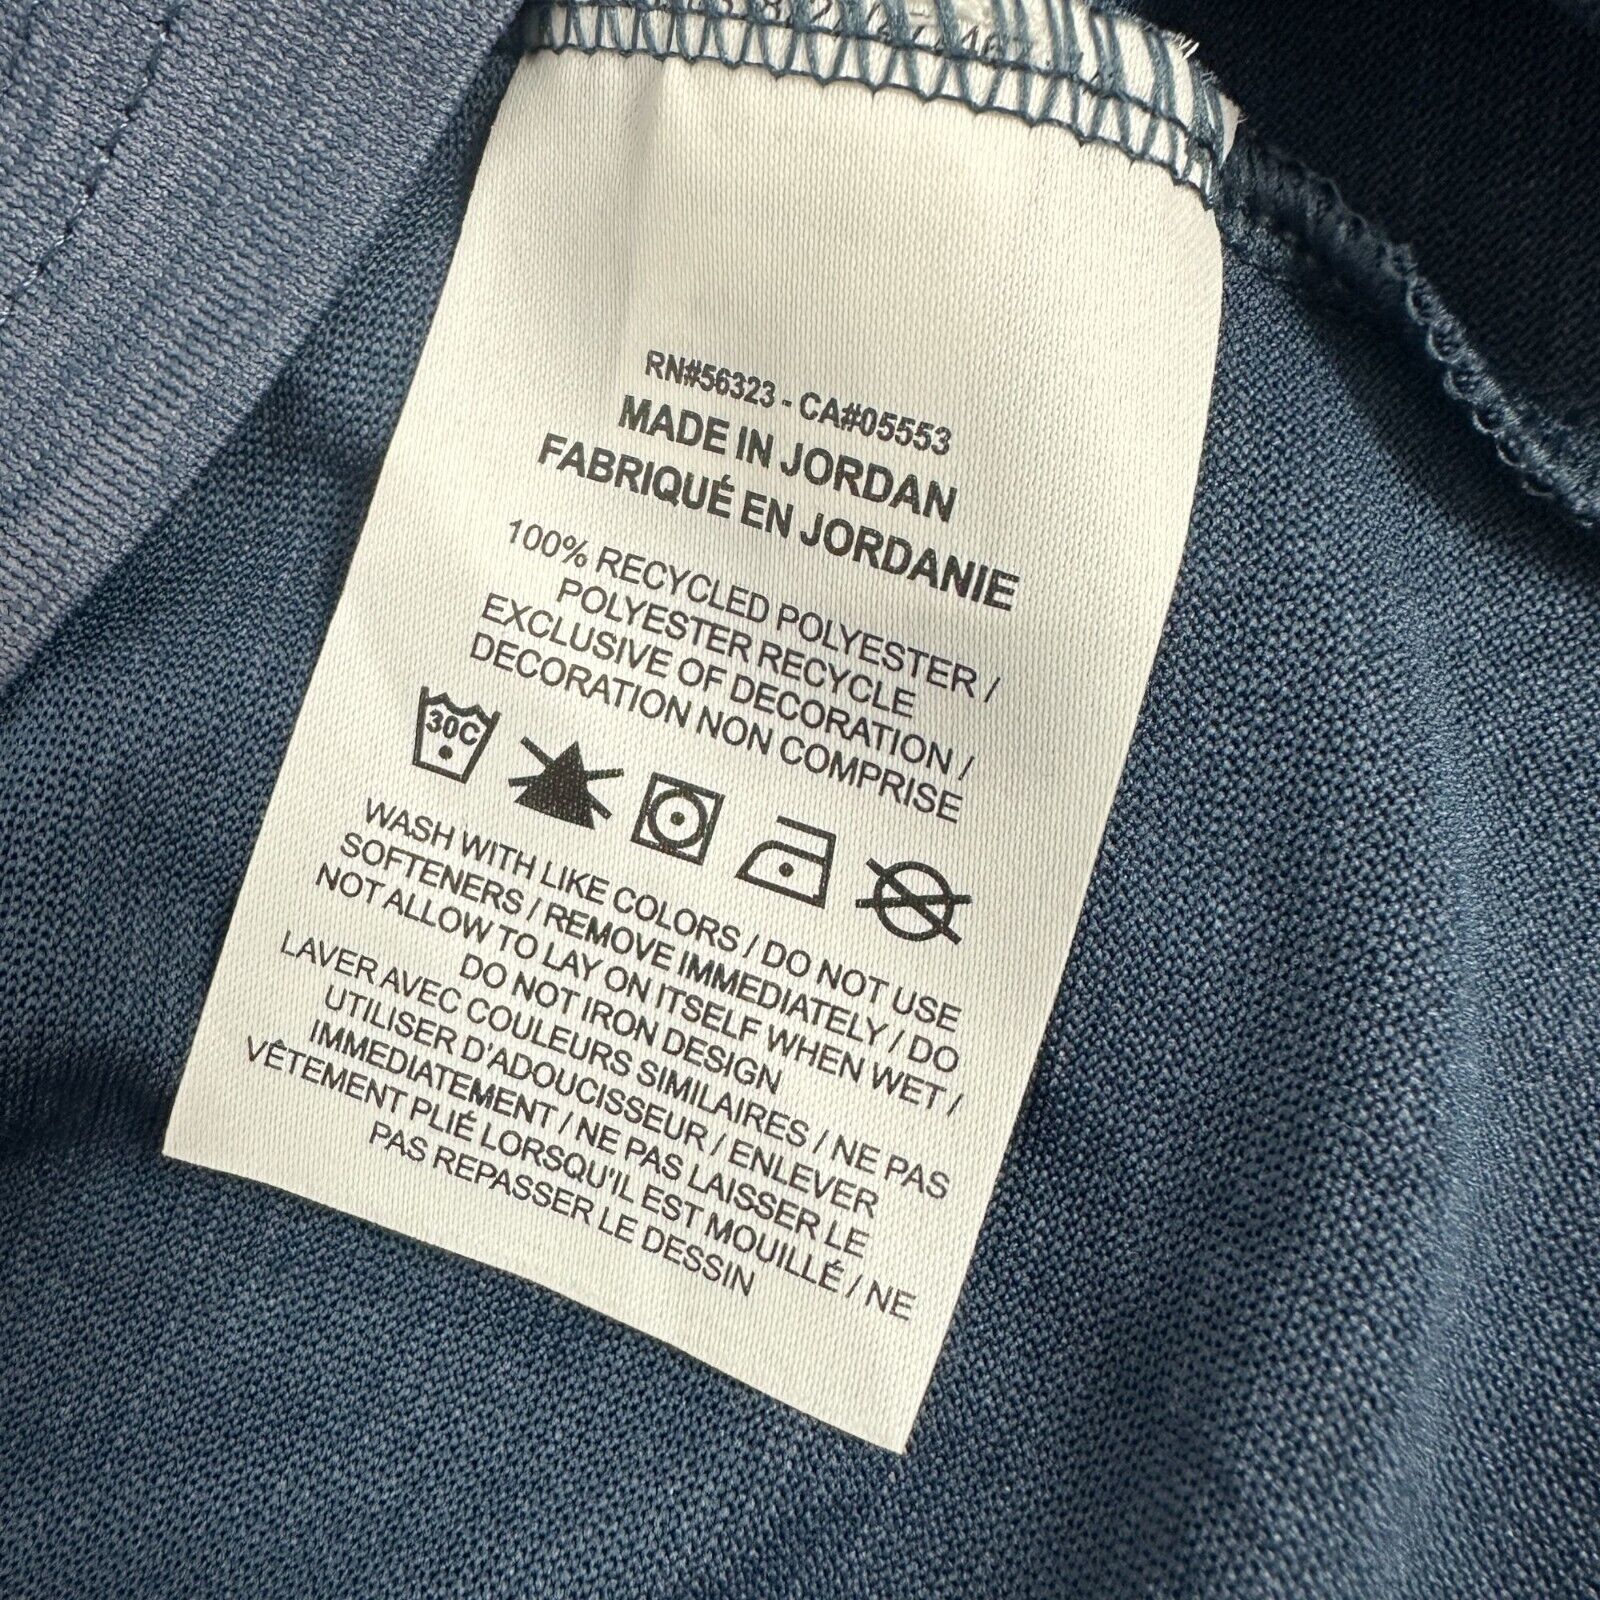 RN#56323 - CA#05553
MADE IN JORDAN
FABRIQUÉ EN JORDANIE
100% RECYCLED POLYESTER /
POLYESTER RECYCLE
EXCLUSIVE OF DECORATION /
DECORATION NON COMPRISE
30C
WASH WITH LIKE COLORS / DO NOT USE
SOFTENERS / REMOVE IMMEDIATELY / DO
NOT ALLOW TO LAY ON ITSELF WHEN WET /
DO NOT IRON DESIGN
LAVER AVEC COULEURS SIMILAIRES / NE PAS
UTILISER D'ADOUCISSEUR / ENLEVER
IMMEDIATEMENT / NE PAS LAISSER LE
VÊTEMENT PLIÉ LORSQU'IL EST MOUILLÉ / NE
PAS REPASSER LE DESSIN